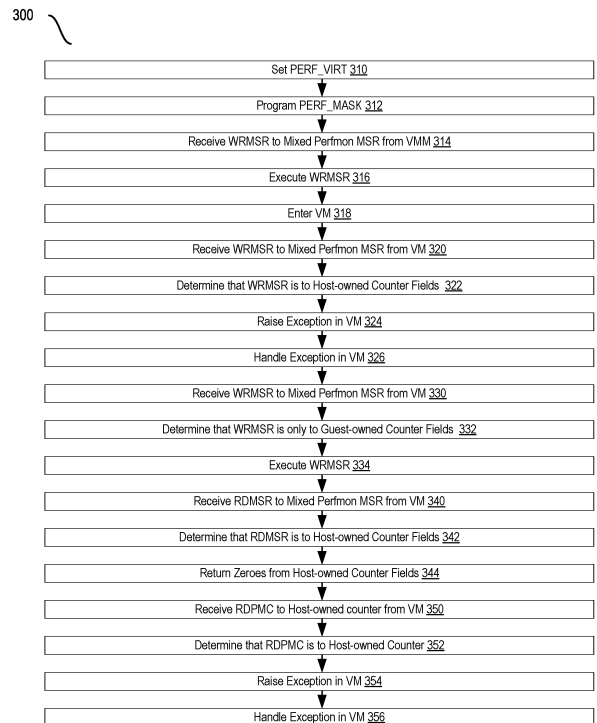 300
Set PERF_VIRT 310
Program PERF_MASK 312
Receive WRMSR to Mixed Perfmon MSR from VMM 314
Execute WRMSR 316
Enter VM 318
Receive WRMSR to Mixed Perfmon MSR from VM 320
Determine that WRMSR is to Host-owned Counter Fields 322
Raise Exception in VM 324
Handle Exception in VM 326
Receive WRMSR to Mixed Perfmon MSR from VM 330
Determine that WRMSR is only to Guest-owned Counter Fields 332
Execute WRMSR 334
Receive RDMSR to Mixed Perfmon MSR from VM 340
Determine that RDMSR is to Host-owned Counter Fields 342
Return Zeroes from Host-owned Counter Fields 344
Receive RDPMC to Host-owned counter from VM 350
Determine that RDPMC is to Host-owned Counter 352
Raise Exception in VM 354
Handle Exception in VM 356